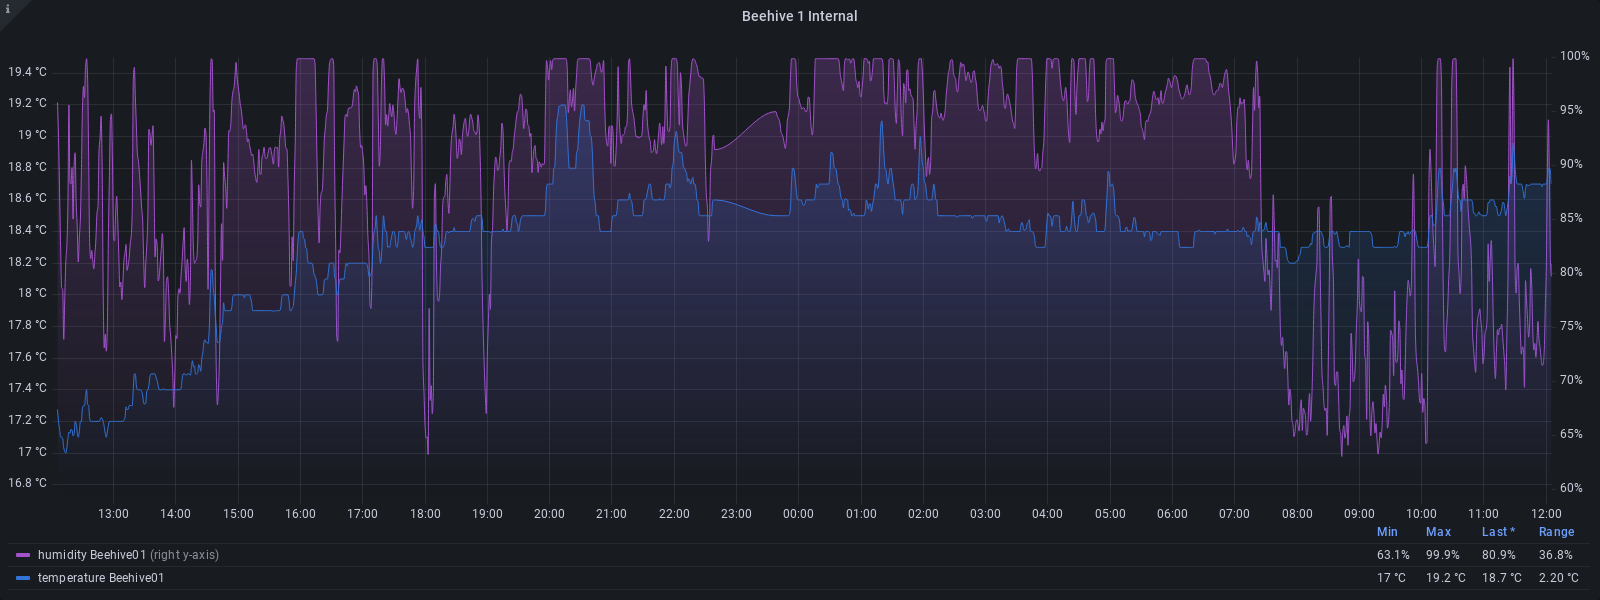 i
Beehive 1 Internal
19.4 °C
19.2 °C
19 °C
18.8 °C
18.6 °C
18.4 °C
18.2 °C
18 °C
17.8 °C
17.6 °C
17.4 °C
17.2 °C
17 °C
16.8 °C
100%
95%
90%
85%
80%
75%
70%
65%
60%
13:00 14:00 15:00 16:00 17:00 18:00 19:00 20:00 21:00 22:00 23:00 00:00 01:00 02:00 03:00 04:00 05:00 06:00 07:00 08:00 09:00 10:00 11:00 12:00
Min Max Last * Range
humidity Beehive01 (right y-axis) 63.1% 99.9% 80.9% 36.8%
temperature Beehive01 17 °C 19.2 °C 18.7 °C 2.20 °C